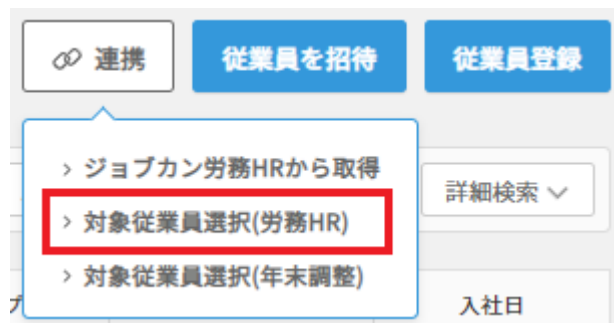 連携
従業員を招待
従業員登録
> ジョブカン労務HRから取得
> 対象従業員選択(労務HR)
> 対象従業員選択(年末調整)
詳細検索
プ
入社日